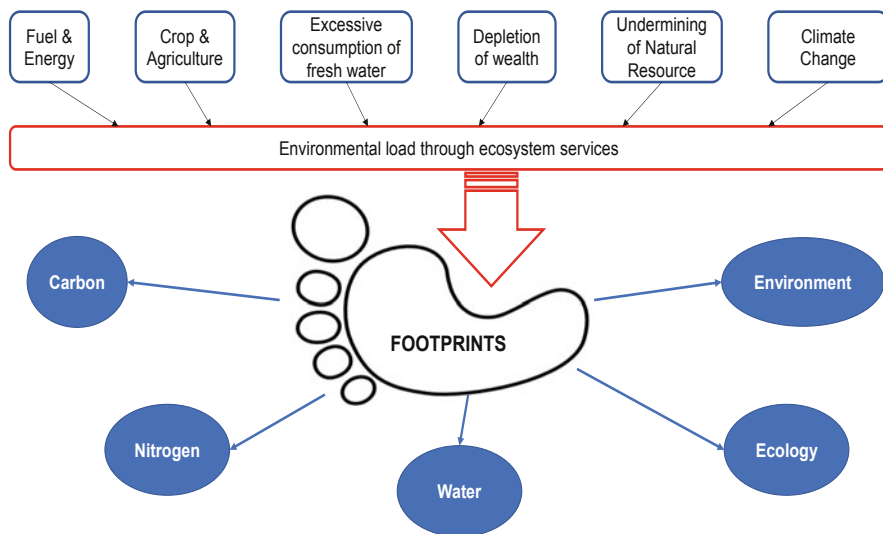 Fuel &
Energy
Crop &
Agriculture
Excessive
consumption of
fresh water
Depletion
of wealth
Undermining
of Natural
Resource
Climate
Change
Environmental load through ecosystem services
Carbon
Environment
FOOTPRINTS
Nitrogen
Ecology
Water